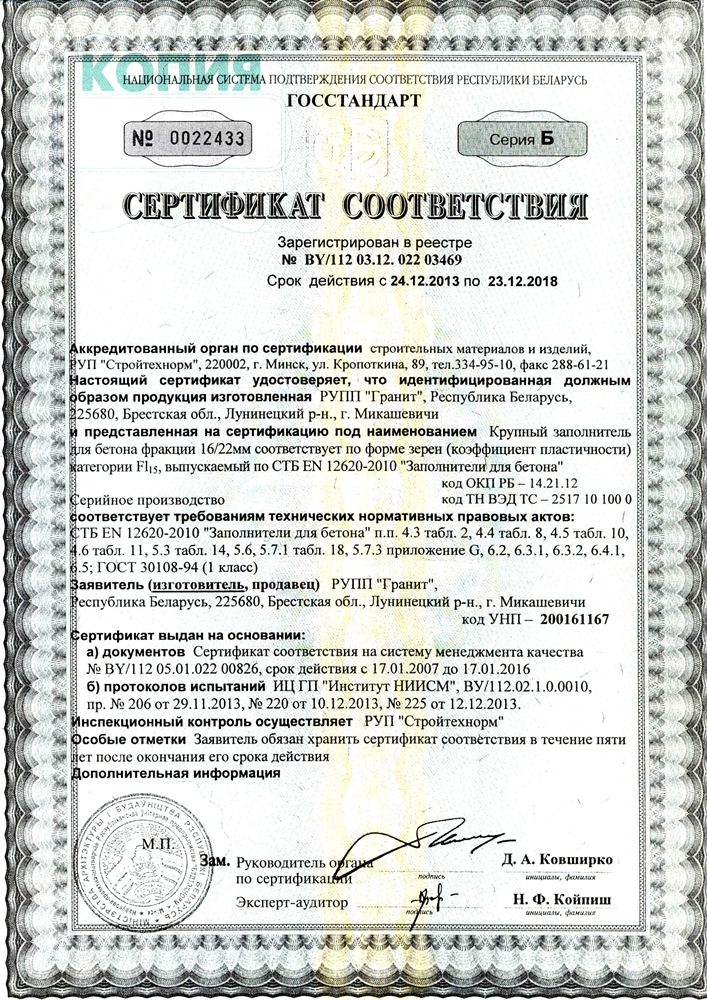 КОПИЯ
НАЦИОНАЛЬНАЯ СИСТЕМА ПОДТВЕРЖДЕНИЯ СООТВЕТСТВИЯ РЕСПУБЛИКИ БЕЛАРУСЬ
ГОССТАНДАРТ
№ 0022433
Серия Б
СЕРТИФИКАТ СООТВЕТСТВИЯ
Зарегистрирован в реестре
№ BY/112 03.12. 022 03469
Срок действия с 24.12.2013 по 23.12.2018
Аккредитованный орган по сертификации строительных материалов и изделий,
РУП "Стройтехнорм", 220002, г. Минск, ул. Кропоткина, 89, тел.334-95-10, факс 288-61-21
Настоящий сертификат удостоверяет, что идентифицированная должным
образом продукция изготовленная РУПП "Гранит", Республика Беларусь,
225680, Брестская обл., Лунинецкий р-н., г. Микашевичи
и представленная на сертификацию под наименованием Крупный заполнитель
для бетона фракции 16/22мм соответствует по форме зерен (коэффициент пластичности)
категории Fl15, выпускаемый по СТБ EN 12620-2010 "Заполнители для бетона"
код ОКП РБ – 14.21.12
Серийное производство
код ТН ВЭД ТС – 2517 10 100 0
соответствует требованиям технических нормативных правовых актов:
СТБ EN 12620-2010 "Заполнители для бетона" п.п. 4.3 табл. 2, 4.4 табл. 8, 4.5 табл. 10,
4.6 табл. 11, 5.3 табл. 14, 5.6, 5.7.1 табл. 18, 5.7.3 приложение G, 6.2, 6.3.1, 6.3.2, 6.4.1,
6.5; ГОСТ 30108-94 (1 класс)
Заявитель (изготовитель, продавец) РУПП "Гранит",
Республика Беларусь, 225680, Брестская обл., Лунинецкий р-н., г. Микашевичи
код УНП – 200161167
Сертификат выдан на основании:
а) документов Сертификат соответствия на систему менеджмента качества
№ BY/112 05.01.022 00826, срок действия с 17.01.2007 до 17.01.2016
б) протоколов испытаний ИЦ ГП "Институт НИИСМ", BY/112.02.1.0.0010,
пр. № 206 от 29.11.2013, № 220 от 10.12.2013, № 225 от 12.12.2013.
Инспекционный контроль осуществляет РУП "Стройтехнорм"
Особые отметки Заявитель обязан хранить сертификат соответствия в течение пяти
лет после окончания его срока действия
Дополнительная информация
М.П.
Зам. Руководитель органа
по сертификации
подпись
Д. А. Ковширко
инициалы, фамилия
Эксперт-аудитор
подпись
Н. Ф. Койпиш
инициалы, фамилия